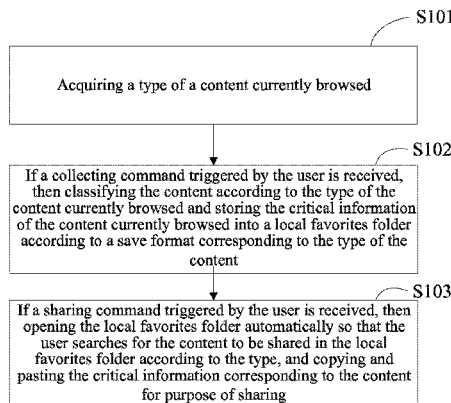 S101
Acquiring a type of a content currently browsed
S102
If a collecting command triggered by the user is received,
then classifying the content according to the type of the
content currently browsed and storing the critical information
of the content currently browsed into a local favorites folder
according to a save format corresponding to the type of the
content
S103
If a sharing command triggered by the user is received, then
opening the local favorites folder automatically so that the
user searches for the content to be shared in the local
favorites folder according to the type, and copying and
pasting the critical information corresponding to the content
for purpose of sharing